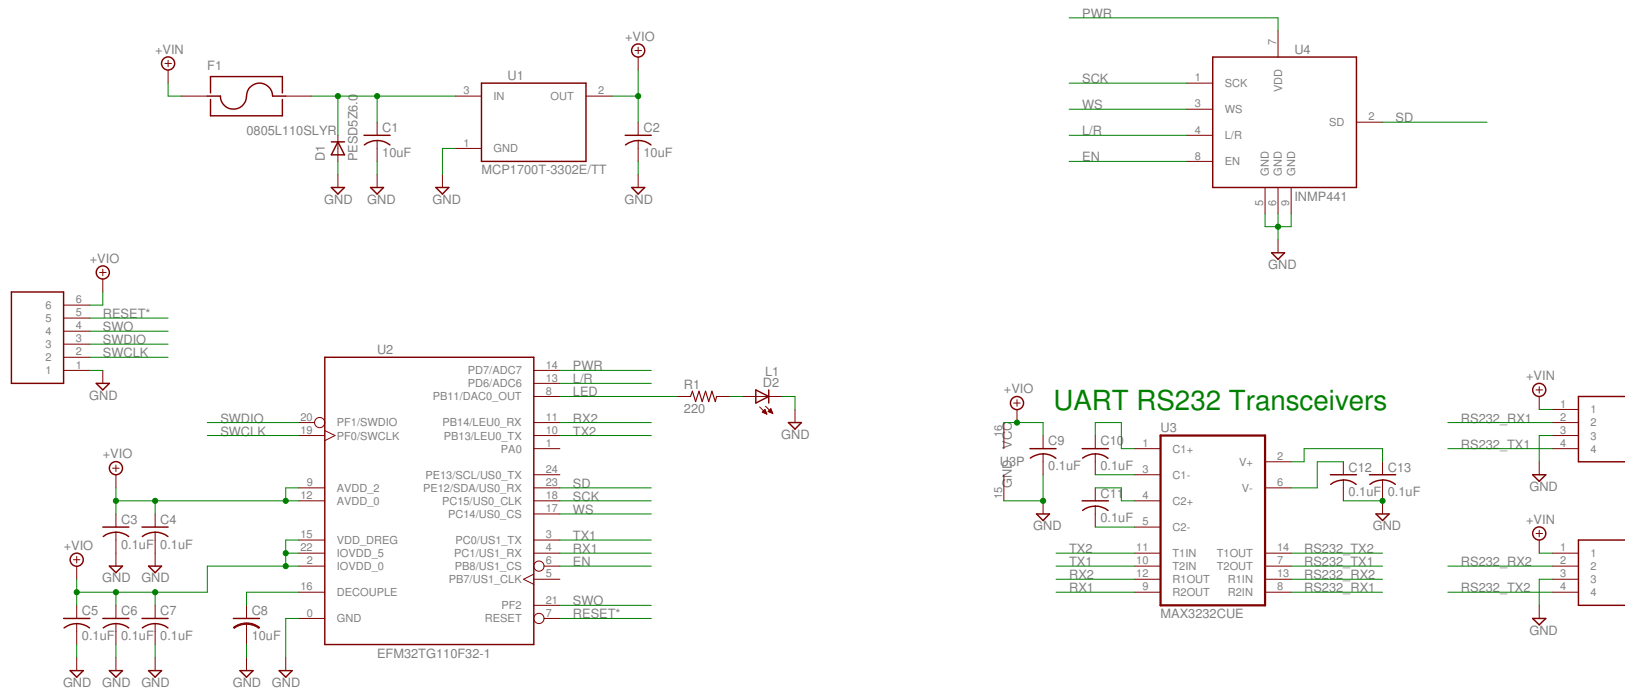 +VIN
F1
0805L110SLYR
D1
PESD5Z6.0
GND
C1
10uF
GND
U1
3 IN
OUT 2
1 GND
MCP1700T-3302E/TT
GND
+VIO
C2
10uF
GND
PWR
7
U4
VDD
SCK 1 SCK
WS 3 WS
L/R 4 L/R
EN 8 EN
SD 2 SD
GND GND GND
5 6 9
INMP441
GND
+VIO
6 6
5 5 RESET*
4 4 SWO
3 3 SWDIO
2 2 SWCLK
1 1
GND
U2
SWDIO 20 PF1/SWDIO
SWCLK 19 PF0/SWCLK
+VIO
9 AVDD_2
12 AVDD_0
C3
0.1uF
GND
C4
0.1uF
GND
15 VDD_DREG
22 IOVDD_5
2 IOVDD_0
+VIO
16 DECOUPLE
0 GND
C5
0.1uF
GND
C6
0.1uF
GND
C7
0.1uF
GND
C8
10uF
GND
GND
PD7/ADC7 14 PWR
PD6/ADC6 13 L/R
PB11/DAC0_OUT 8 LED
PB14/LEU0_RX 11 RX2
PB13/LEU0_TX 10 TX2
PA0 1
PE13/SCL/US0_TX 24
PE12/SDA/US0_RX 23 SD
PC15/US0_CLK 18 SCK
PC14/US0_CS 17 WS
PC0/US1_TX 3 TX1
PC1/US1_RX 4 RX1
PB8/US1_CS 6 EN
PB7/US1_CLK 5
PF2 21 SWO
RESET 7 RESET*
EFM32TG110F32-1
R1
220
L1
D2
GND
UART RS232 Transceivers
+VIO
16 VCC
U3P
15 GND
C9
0.1uF
GND
C10
0.1uF
C11
0.1uF
U3
1 C1+
3 C1-
4 C2+
5 C2-
TX2 11 T1IN
TX1 10 T2IN
RX2 12 R1OUT
RX1 9 R2OUT
V+ 2
V- 6
C12
0.1uF
C13
0.1uF
GND
T1OUT 14 RS232_TX2
T2OUT 7 RS232_TX1
R1IN 13 RS232_RX2
R2IN 8 RS232_RX1
MAX3232CUE
+VIN
1 1
RS232_RX1 2 2
3 3
RS232_TX1 4 4
GND
+VIN
1 1
RS232_RX2 2 2
3 3
RS232_TX2 4 4
GND